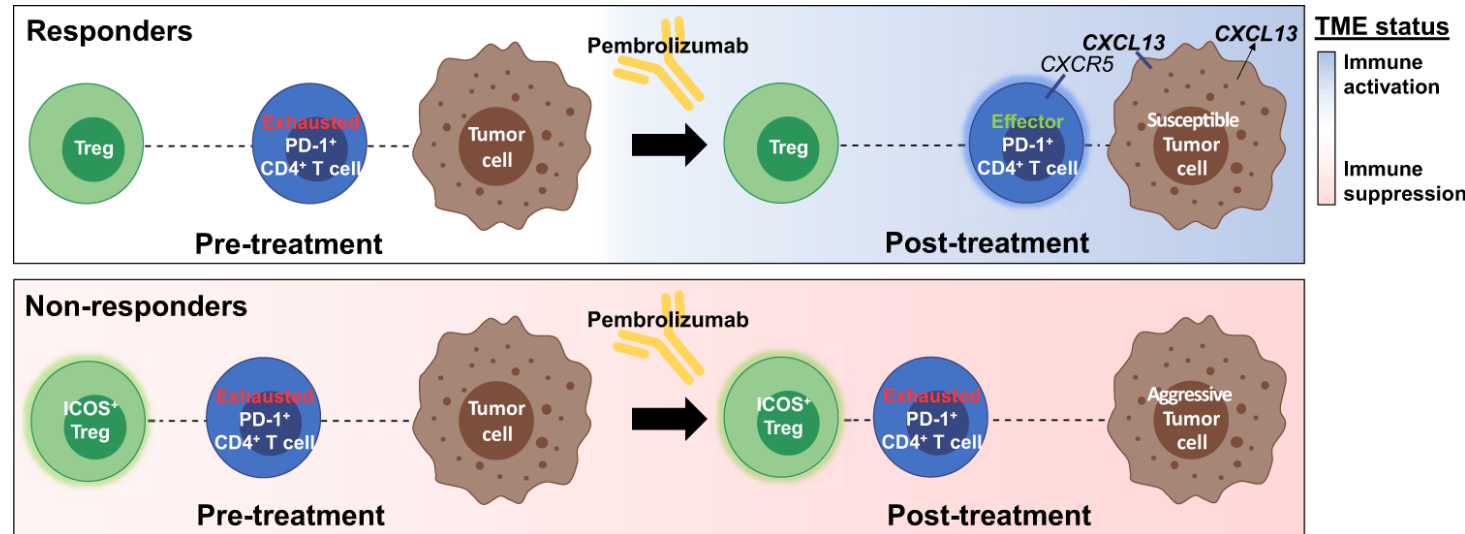 Responders
Pembrolizumab
CXCL13
CXCR5
CXCL13
Treg
Exhausted
PD-1⁺
CD4⁺ T cell
Tumor
cell
Treg
Effector
PD-1⁺
CD4⁺ T cell
Susceptible
Tumor
cell
Pre-treatment
Post-treatment
TME status
Immune
activation
Immune
suppression
Non-responders
Pembrolizumab
ICOS⁺
Treg
Exhausted
PD-1⁺
CD4⁺ T cell
Tumor
cell
ICOS⁺
Treg
Exhausted
PD-1⁺
CD4⁺ T cell
Aggressive
Tumor
cell
Pre-treatment
Post-treatment